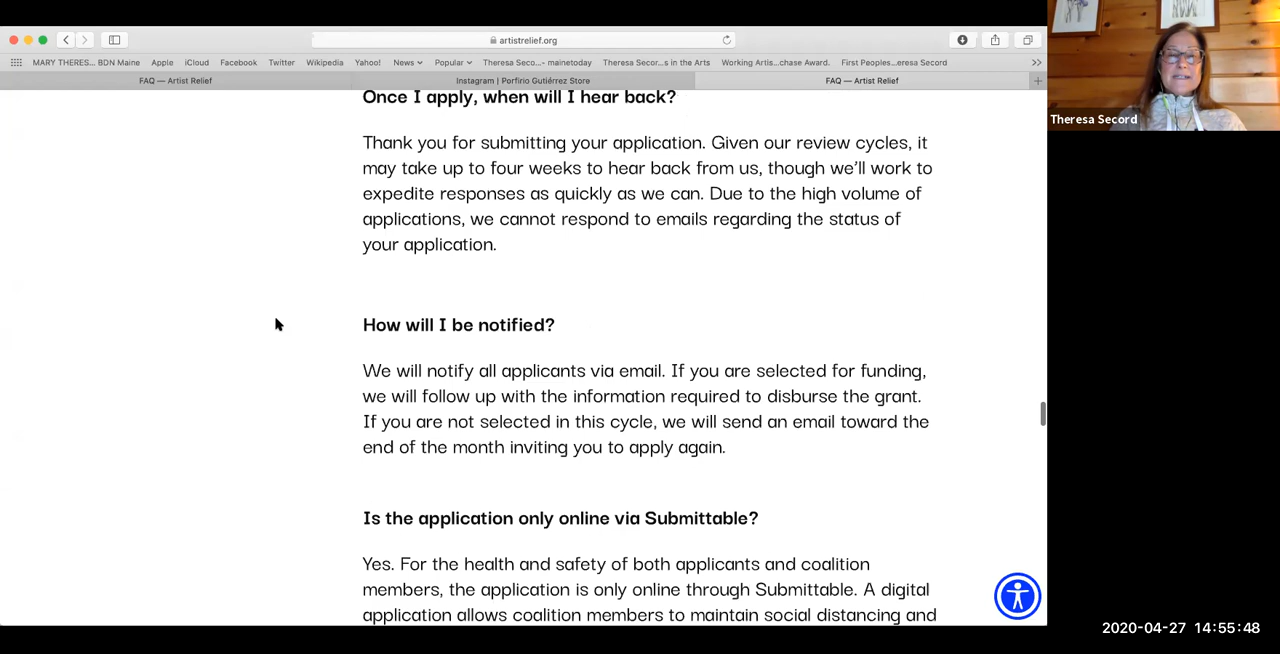 artistrelief.org
MARY THERES... BDN Maine Apple iCloud Facebook Twitter Wikipedia Yahoo! News Popular Theresa Seco...- mainetoday Theresa Secor...s in the Arts Working Artis...chase Award. First Peoples...eresa Secord
FAQ — Artist Relief Instagram | Porfirio Gutiérrez Store FAQ — Artist Relief
Once I apply, when will I hear back?
Thank you for submitting your application. Given our review cycles, it
may take up to four weeks to hear back from us, though we'll work to
expedite responses as quickly as we can. Due to the high volume of
applications, we cannot respond to emails regarding the status of
your application.
How will I be notified?
We will notify all applicants via email. If you are selected for funding,
we will follow up with the information required to disburse the grant.
If you are not selected in this cycle, we will send an email toward the
end of the month inviting you to apply again.
Is the application only online via Submittable?
Yes. For the health and safety of both applicants and coalition
members, the application is only online through Submittable. A digital
application allows coalition members to maintain social distancing and
Theresa Secord
2020-04-27 14:55:48